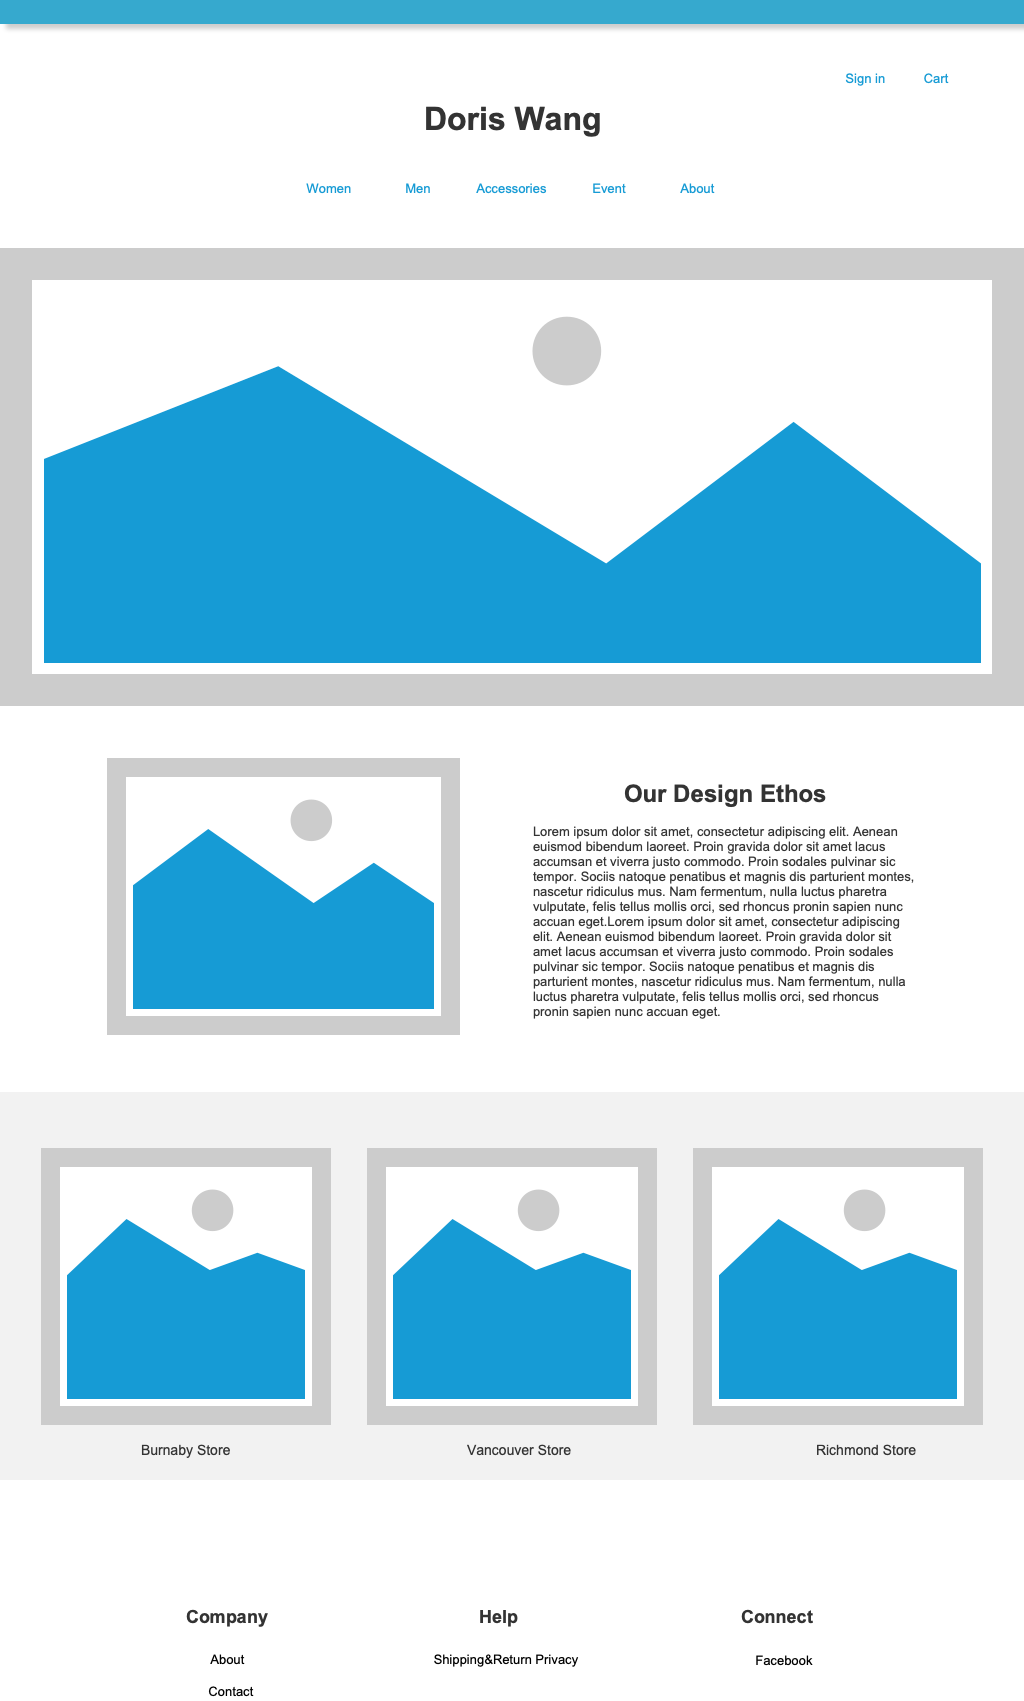 Sign in Cart
Doris Wang
Women Men Accessories Event About
Our Design Ethos
Lorem ipsum dolor sit amet, consectetur adipiscing elit. Aenean
euismod bibendum laoreet. Proin gravida dolor sit amet lacus
accumsan et viverra justo commodo. Proin sodales pulvinar sic
tempor. Sociis natoque penatibus et magnis dis parturient montes,
nascetur ridiculus mus. Nam fermentum, nulla luctus pharetra
vulputate, felis tellus mollis orci, sed rhoncus pronin sapien nunc
accuan eget.Lorem ipsum dolor sit amet, consectetur adipiscing
elit. Aenean euismod bibendum laoreet. Proin gravida dolor sit
amet lacus accumsan et viverra justo commodo. Proin sodales
pulvinar sic tempor. Sociis natoque penatibus et magnis dis
parturient montes, nascetur ridiculus mus. Nam fermentum, nulla
luctus pharetra vulputate, felis tellus mollis orci, sed rhoncus
pronin sapien nunc accuan eget.
Burnaby Store
Vancouver Store
Richmond Store
Company
About
Contact
Help
Shipping&Return Privacy
Connect
Facebook